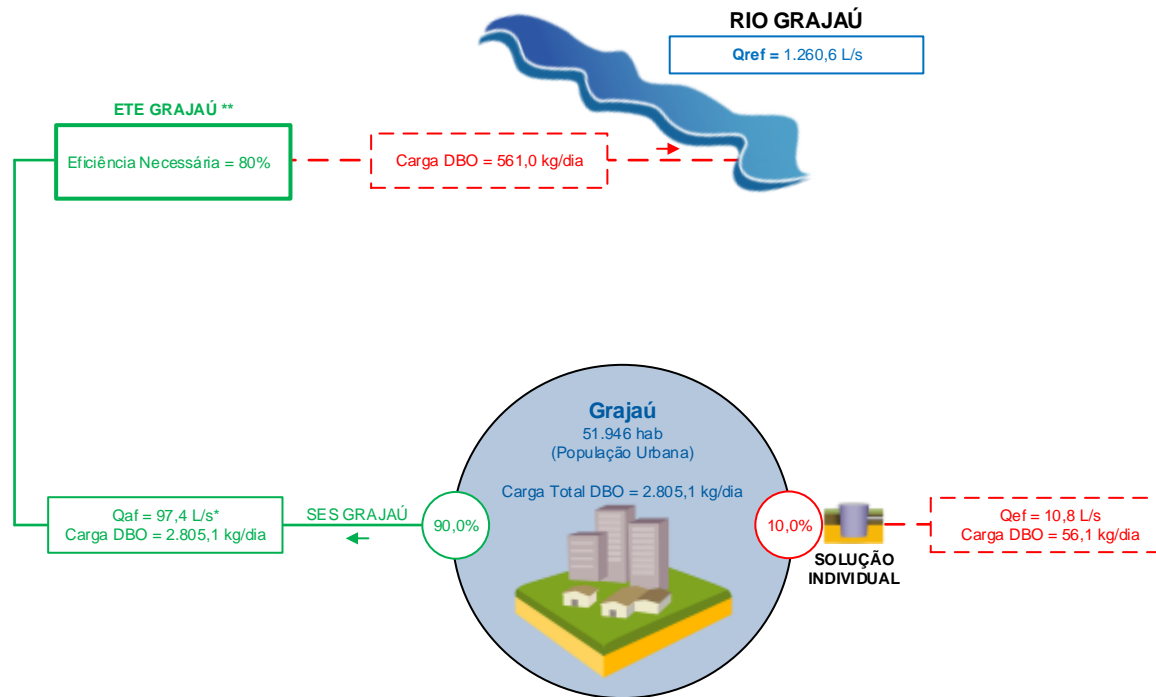 RIO GRAJAÚ
Qref = 1.260,6 L/s
ETE GRAJAÚ **
Eficiência Necessária = 80%
Carga DBO = 561,0 kg/dia
Grajaú
51.946 hab
(População Urbana)
Carga Total DBO = 2.805,1 kg/dia
Qaf = 97,4 L/s*
Carga DBO = 2.805,1 kg/dia
SES GRAJAÚ
90,0%
10,0%
SOLUÇÃO
INDIVIDUAL
Qef = 10,8 L/s
Carga DBO = 56,1 kg/dia